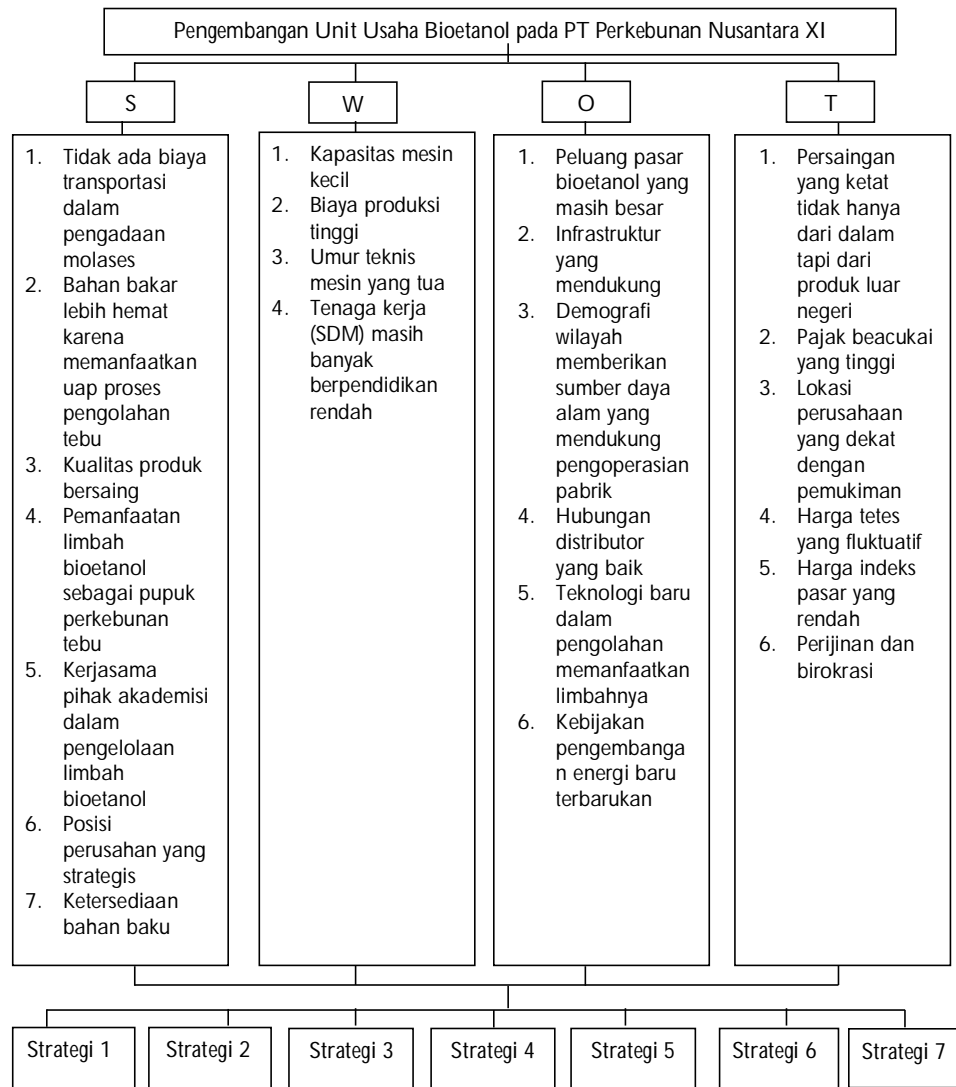 Pengembangan Unit Usaha Bioetanol pada PT Perkebunan Nusantara XI
S
1. Tidak ada biaya
transportasi
dalam
pengadaan
molases
2. Bahan bakar
lebih hemat
karena
memanfaatkan
uap proses
pengolahan
tebu
3. Kualitas produk
bersaing
4. Pemanfaatan
limbah
bioetanol
sebagai pupuk
perkebunan
tebu
5. Kerjasama
pihak akademisi
dalam
pengelolaan
limbah
bioetanol
6. Posisi
perusahan yang
strategis
7. Ketersediaan
bahan baku
W
1. Kapasitas mesin
kecil
2. Biaya produksi
tinggi
3. Umur teknis
mesin yang tua
4. Tenaga kerja
(SDM) masih
banyak
berpendidikan
rendah
O
1. Peluang pasar
bioetanol yang
masih besar
2. Infrastruktur
yang
mendukung
3. Demografi
wilayah
memberikan
sumber daya
alam yang
mendukung
pengoperasian
pabrik
4. Hubungan
distributor
yang baik
5. Teknologi baru
dalam
pengolahan
memanfaatkan
limbahnya
6. Kebijakan
pengembanga
n energi baru
terbarukan
T
1. Persaingan
yang ketat
tidak hanya
dari dalam
tapi dari
produk luar
negeri
2. Pajak beacukai
yang tinggi
3. Lokasi
perusahaan
yang dekat
dengan
pemukiman
4. Harga tetes
yang fluktuatif
5. Harga indeks
pasar yang
rendah
6. Perijinan dan
birokrasi
Strategi 1
Strategi 2
Strategi 3
Strategi 4
Strategi 5
Strategi 6
Strategi 7